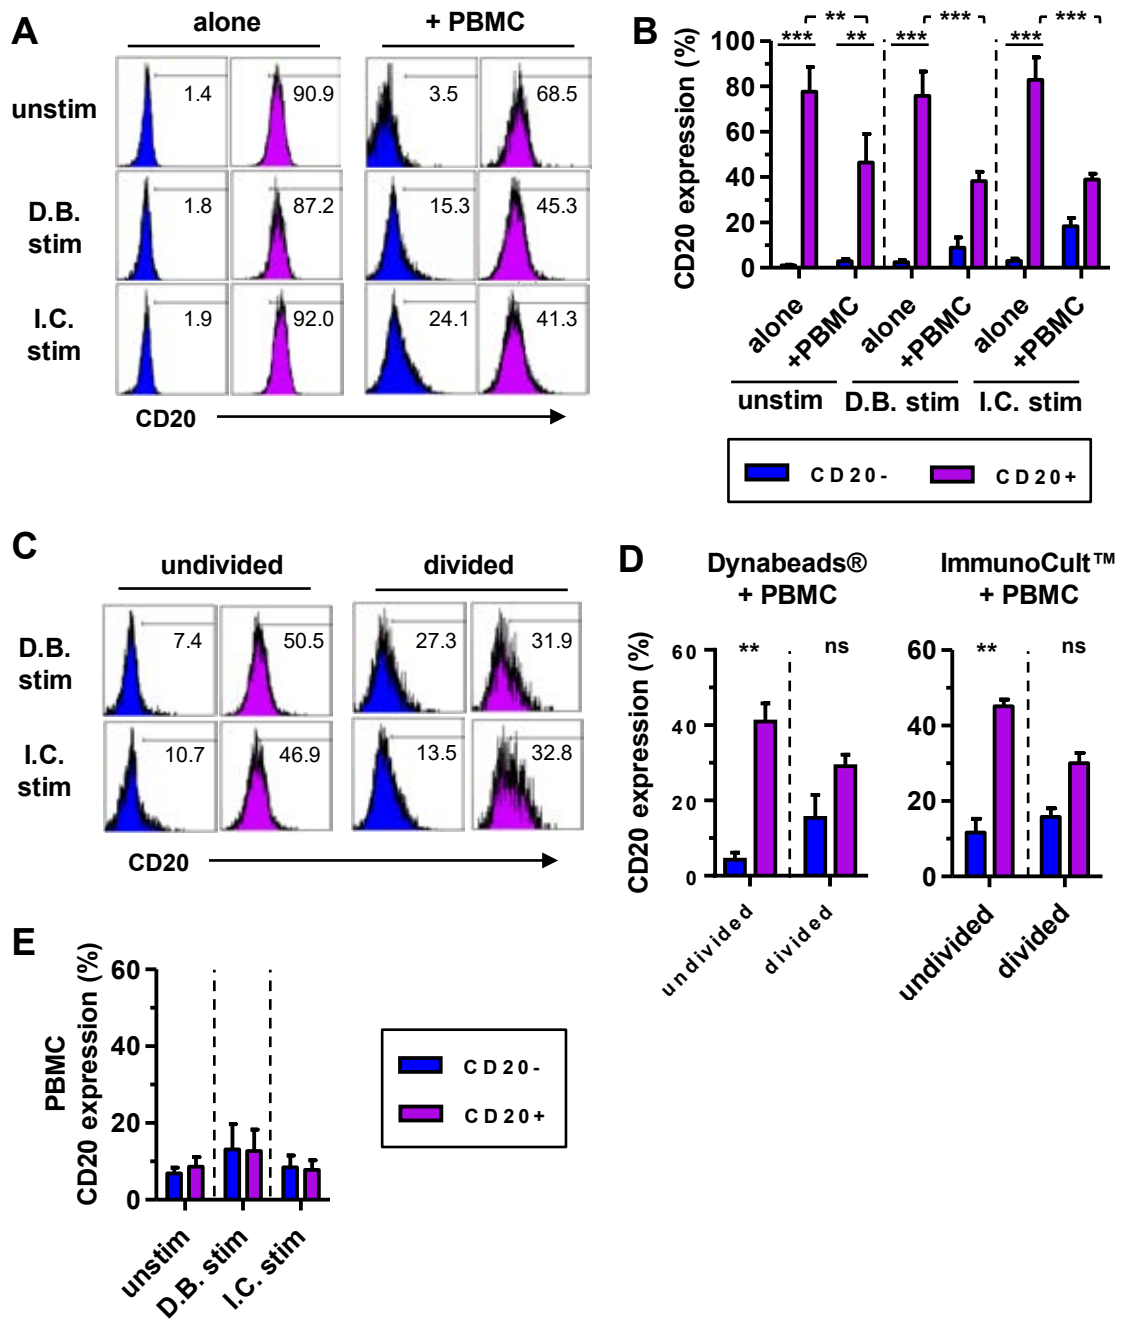 A
alone
+ PBMC
unstim
1.4
90.9
3.5
68.5
D.B.
stim
1.8
87.2
15.3
45.3
I.C.
stim
1.9
92.0
24.1
41.3
CD20
B
CD20 expression (%)
100
80
60
40
20
0
***
**
***
***
**
***
***
alone
+PBMC
alone
+PBMC
alone
+PBMC
unstim
D.B. stim
I.C. stim
CD20-
CD20+
C
undivided
divided
D.B.
stim
7.4
50.5
27.3
31.9
I.C.
stim
10.7
46.9
13.5
32.8
CD20
D
Dynabeads®
+ PBMC
CD20 expression (%)
60
40
20
0
**
ns
undivided
divided
ImmunoCult™
+ PBMC
60
40
20
0
**
ns
undivided
divided
E
PBMC
CD20 expression (%)
60
40
20
0
unstim
D.B. stim
I.C. stim
CD20-
CD20+